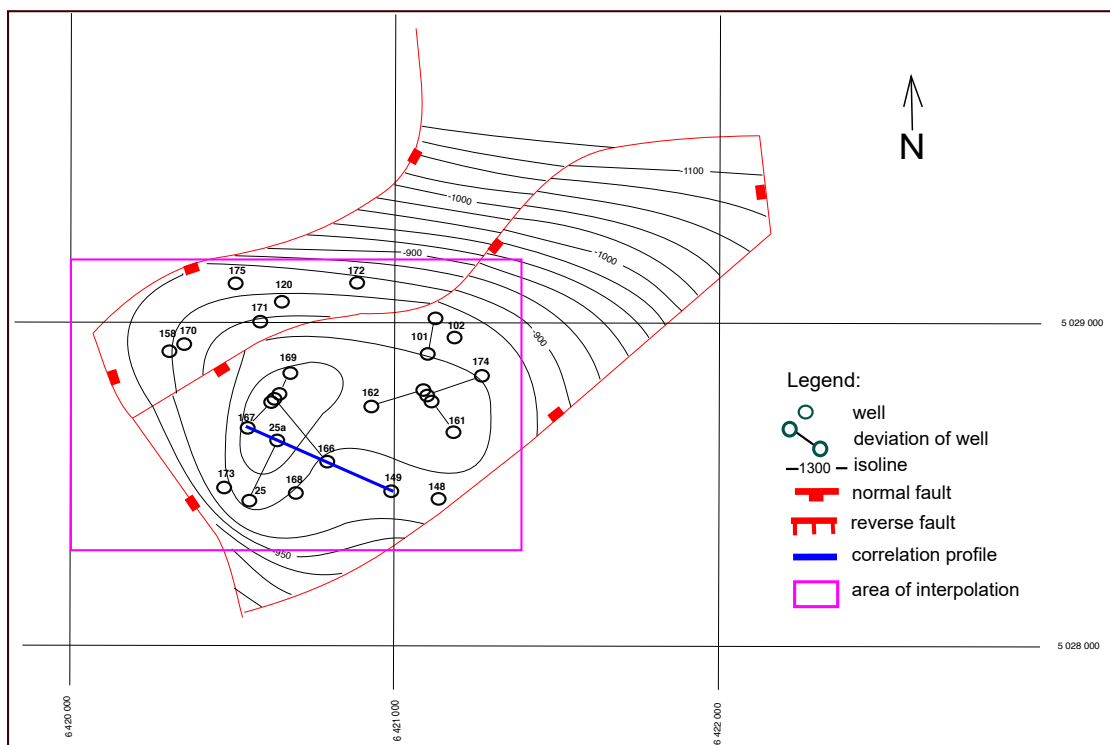 -1100
N
-1000
-900
-1000
175
172
120
171
5 029 000
158
170
102
101
-900
169
174
162
167
25a
161
166
173
25
168
149
148
-950
Legend:
well
deviation of well
isoline
-1300
normal fault
reverse fault
correlation profile
area of interpolation
5 028 000
6 420 000
6 421 000
6 422 000